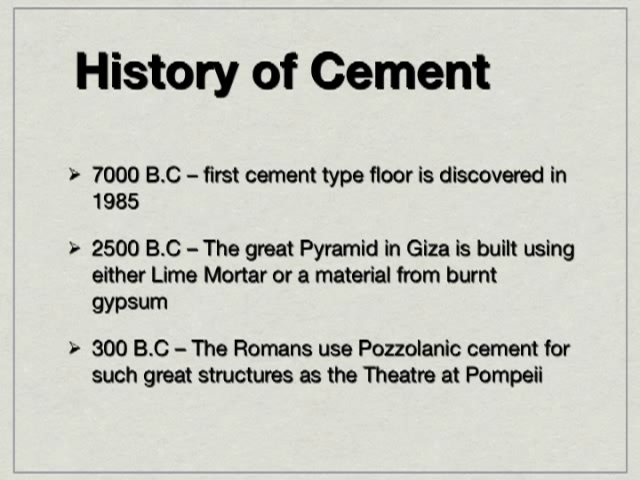 History of Cement
➢ 7000 B.C – first cement type floor is discovered in
1985
➢ 2500 B.C – The great Pyramid in Giza is built using
either Lime Mortar or a material from burnt
gypsum
➢ 300 B.C – The Romans use Pozzolanic cement for
such great structures as the Theatre at Pompeii